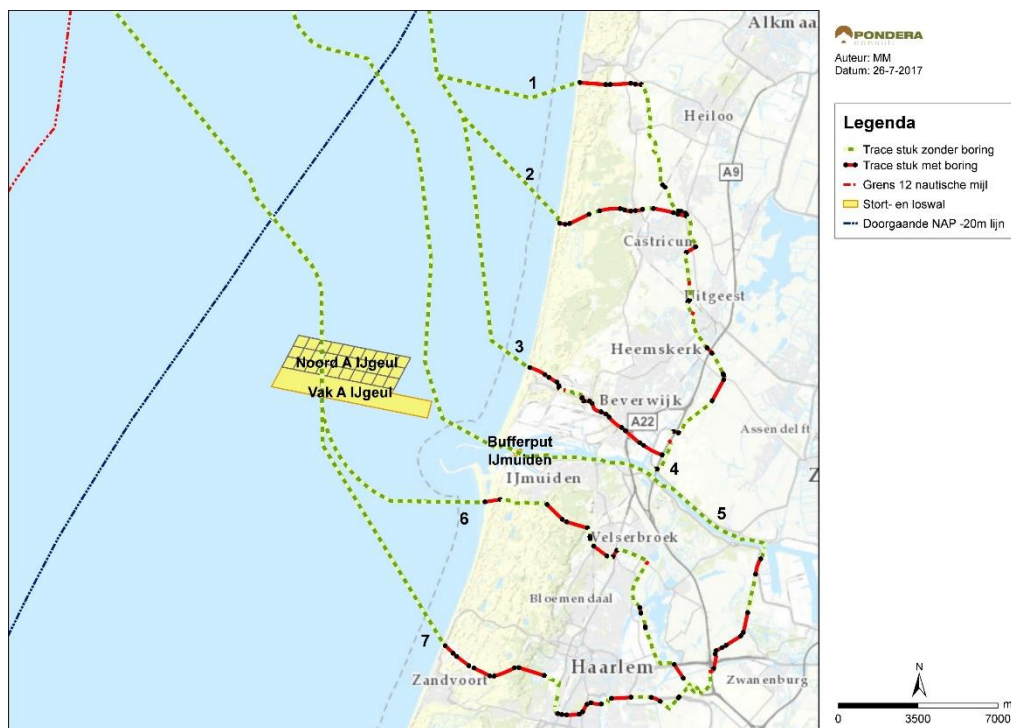 Alkmaa
1
Heiloo
A9
2
Castricum
Uitgeest
3
Heemskerk
Noord A IJgeul
Vak A IJgeul
Beverwijk
A22
Assendelft
Z
Bufferput
IJmuiden
IJmuiden
4
5
6
Velserbroek
Bloemendaal
7
Zandvoort
Haarlem
Zwanenburg
PONDERA
consult
Auteur: MM
Datum: 26-7-2017
Legenda
Trace stuk zonder boring
Trace stuk met boring
Grens 12 nautische mijl
Stort- en loswal
Doorgaande NAP -20m lijn
N
m
0 3500 7000